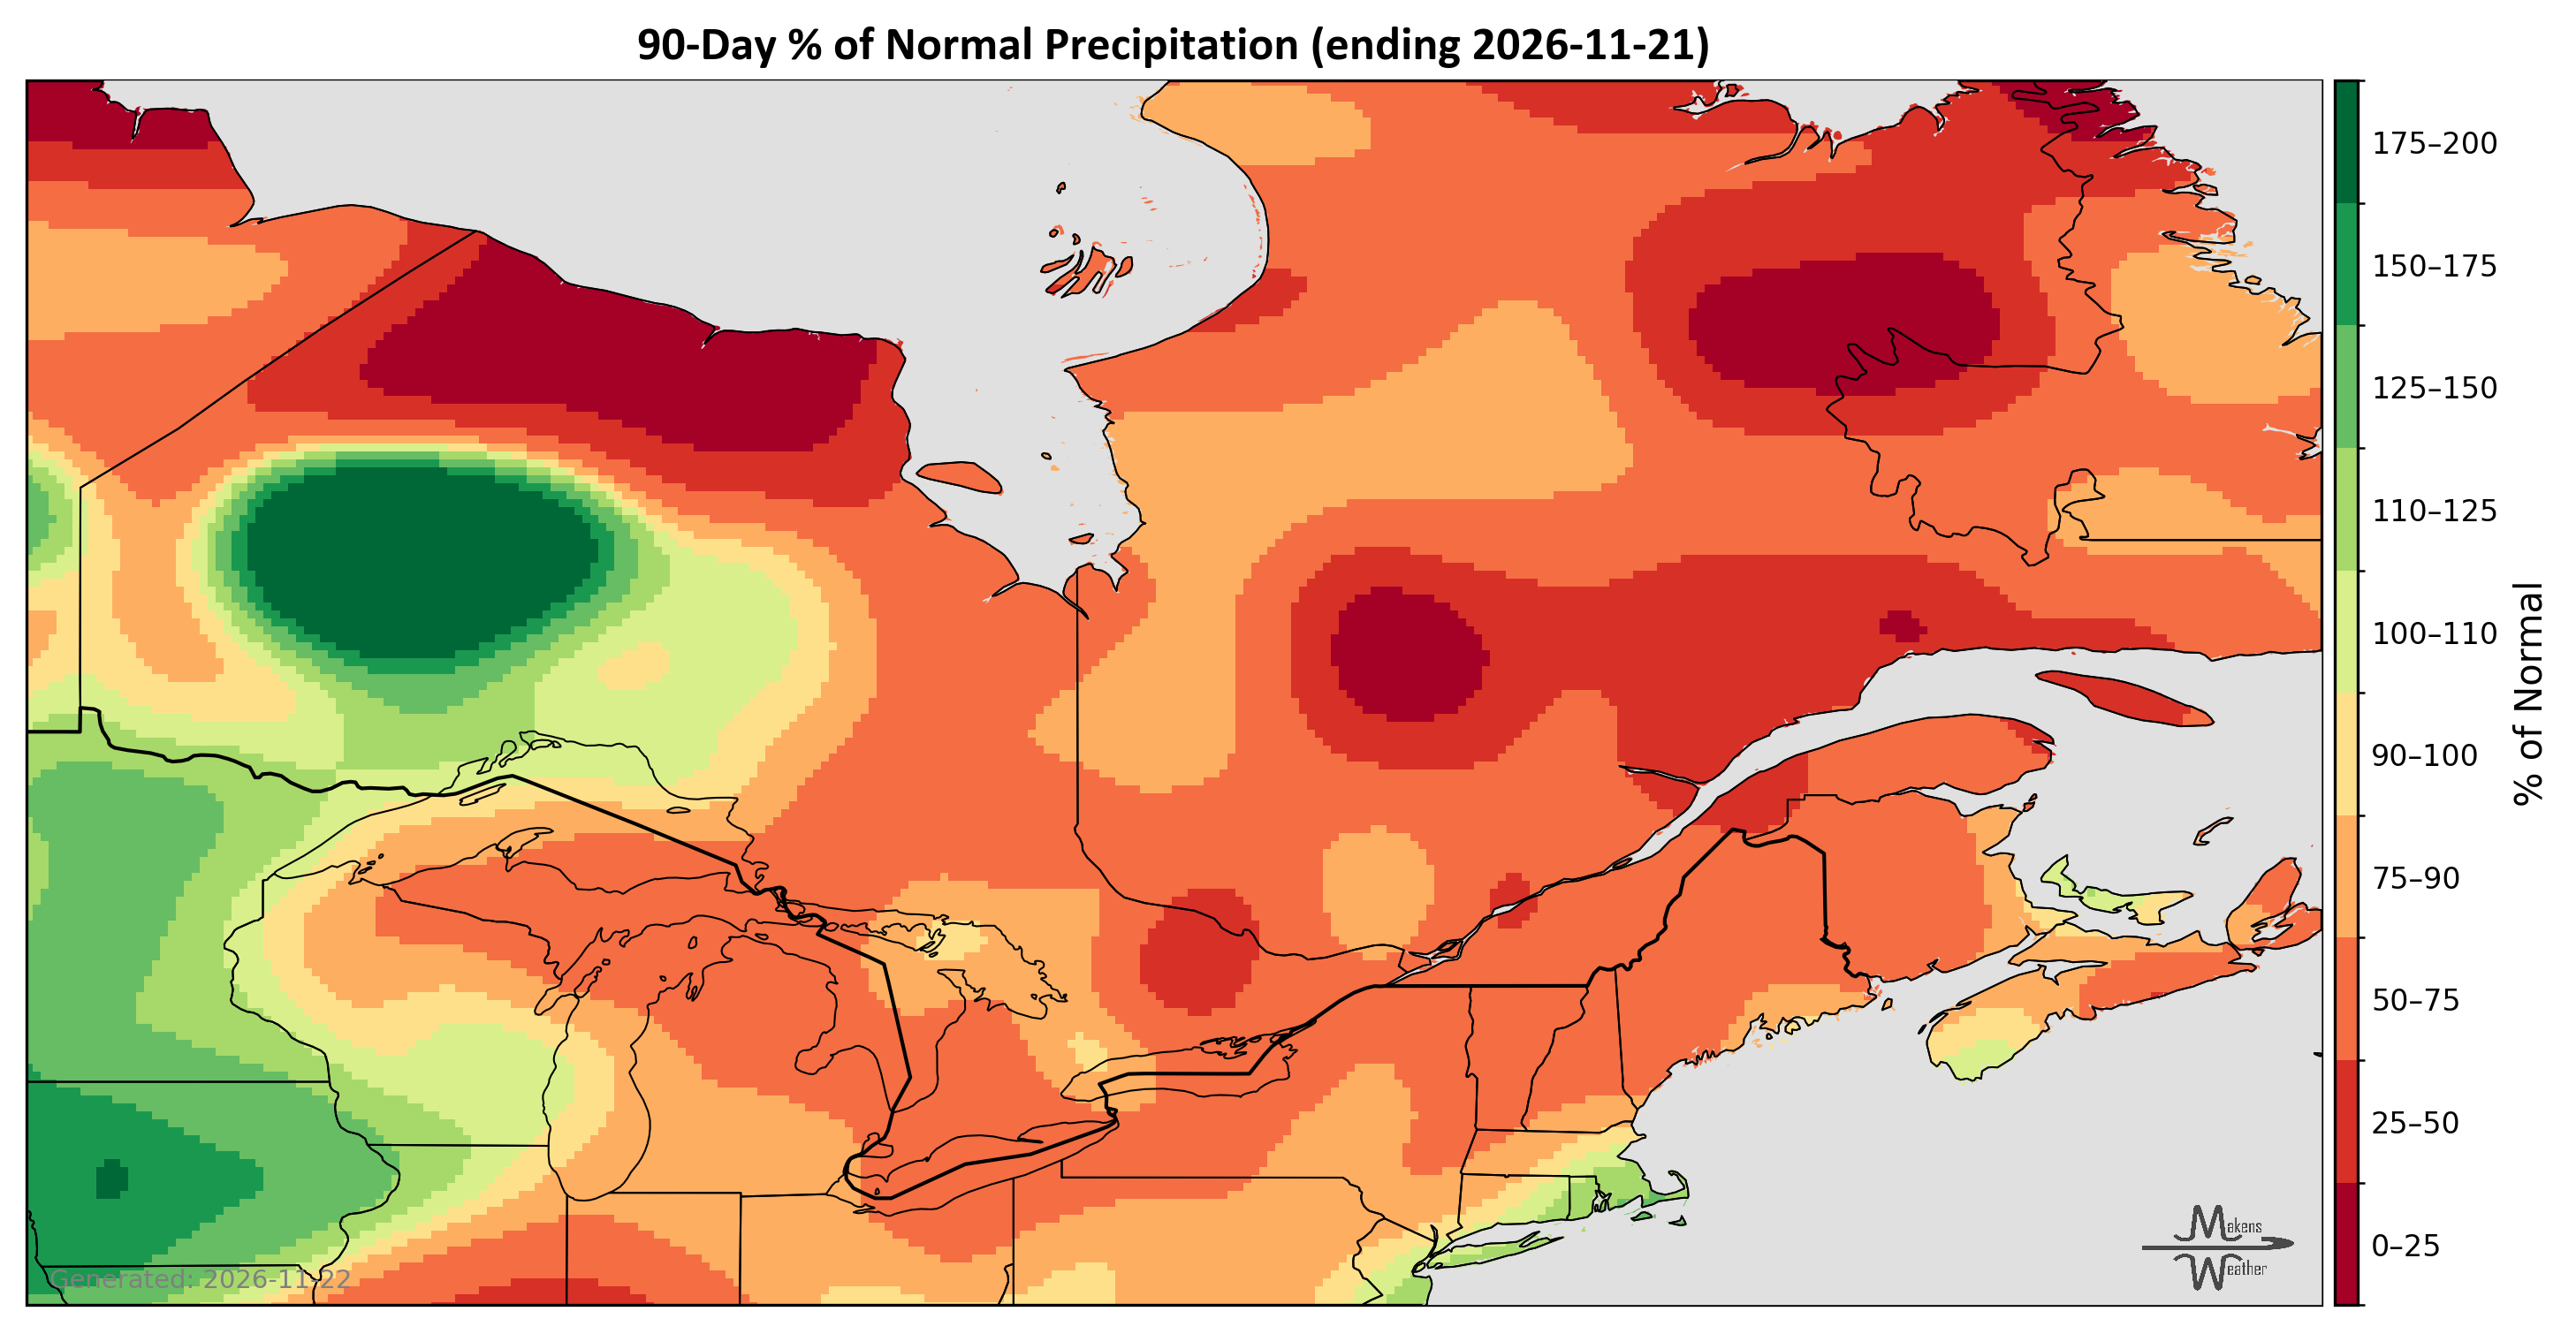 90-Day % of Normal Precipitation (ending 2026-11-21)
175–200
150–175
125–150
110–125
100–110
90–100
75–90
50–75
25–50
0–25
% of Normal
Makens
Weather
Generated: 2026-11-22